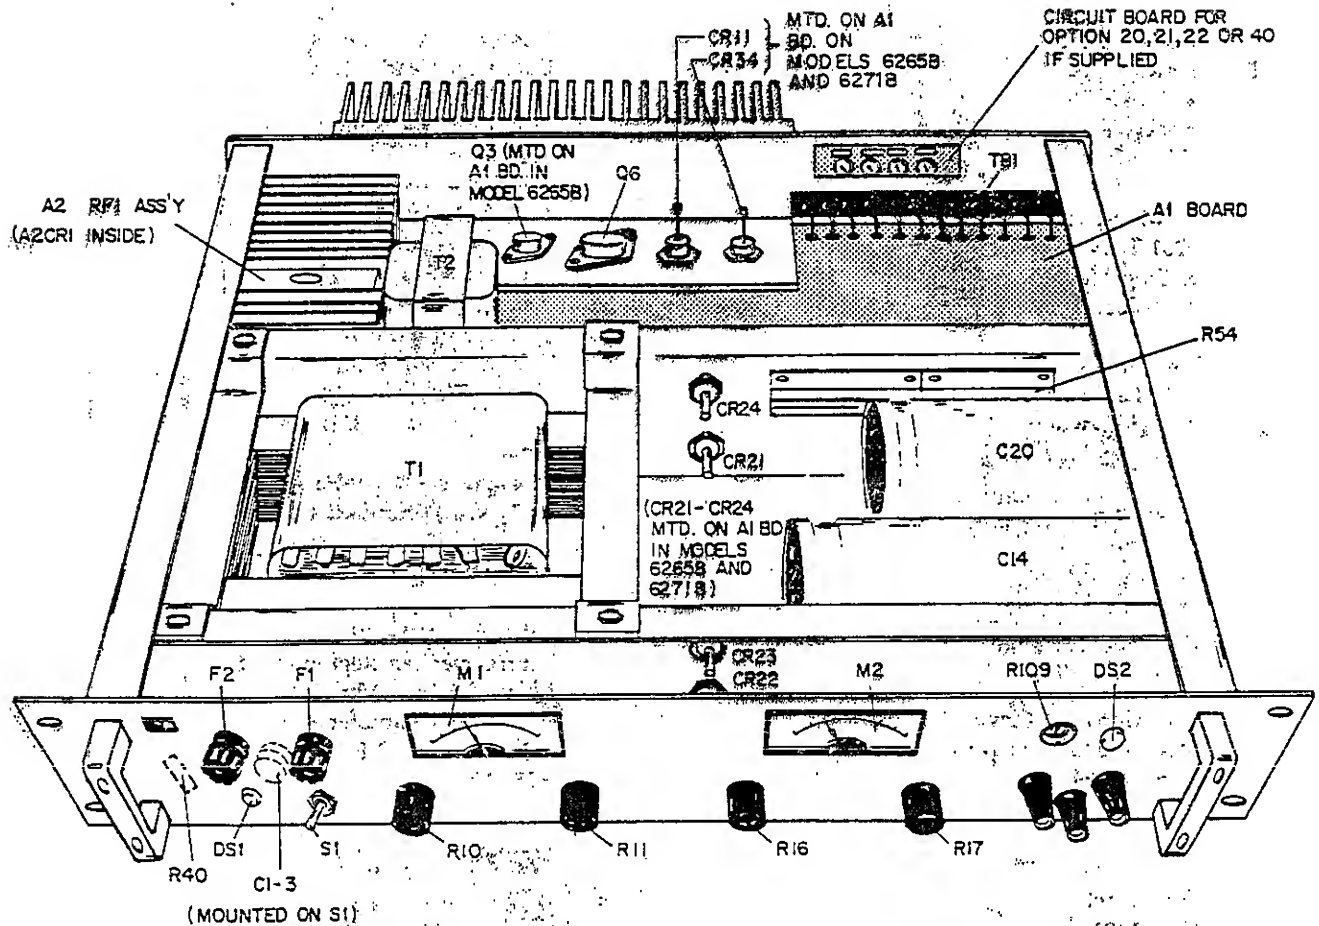 CR11
CR34
MTD. ON A1
BD. ON
MODELS 6265B
AND 6271B
CIRCUIT BOARD FOR
OPTION 20, 21, 22 OR 40
IF SUPPLIED
Q3 (MTD ON
A1 BD. IN
MODEL 6265B)
Q6
TB1
A2 RFI ASS'Y
(A2CR1 INSIDE)
A1 BOARD
T2
R54
CR24
CR21
C20
T1
(CR21-CR24
MTD. ON A1 BD
IN MODELS
6265B AND
6271B)
C14
CR23
CR22
F2
F1
M1
M2
R109
DS2
DS1
S1
R10
R11
R16
R17
R40
C1-3
(MOUNTED ON S1)